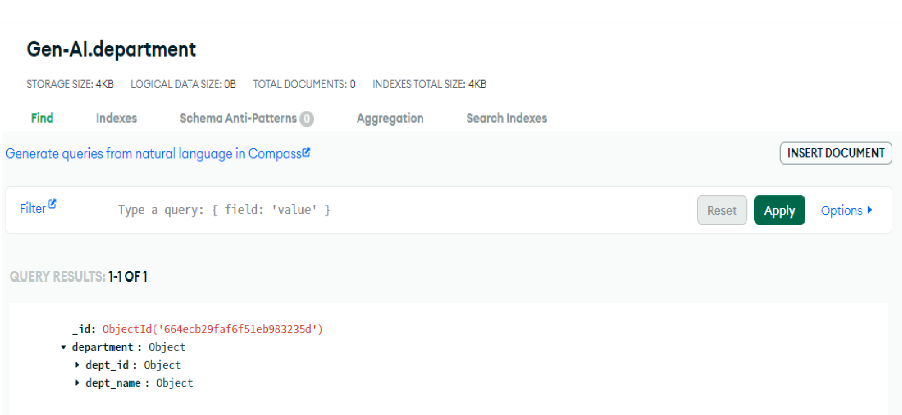 Gen-AI.department
STORAGE SIZE: 4KB LOGICAL DATA SIZE: 0B TOTAL DOCUMENTS: 0 INDEXES TOTAL SIZE: 4KB
Find Indexes Schema Anti-Patterns 0 Aggregation Search Indexes
Generate queries from natural language in Compass
INSERT DOCUMENT
Filter Type a query: { field: 'value' } Reset Apply Options
QUERY RESULTS: 1-1 OF 1
_id: ObjectId('664ecb29faf6f51eb983235d')
department : Object
dept_id : Object
dept_name : Object